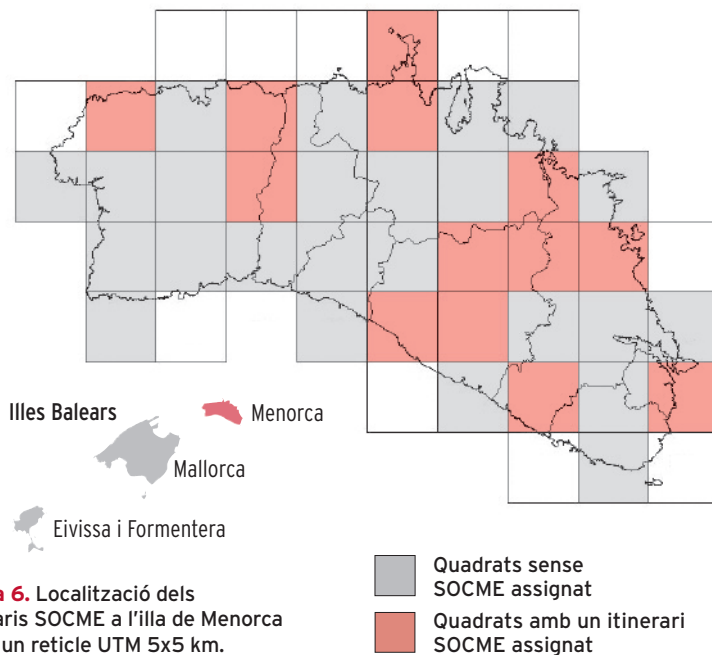 Illes Balears
Menorca
Mallorca
Eivissa i Formentera
6. Localització dels
SOCME a l'illa de Menorca
un reticle UTM 5x5 km.
Quadrats sense
SOCME assignat
Quadrats amb un itinerari
SOCME assignat